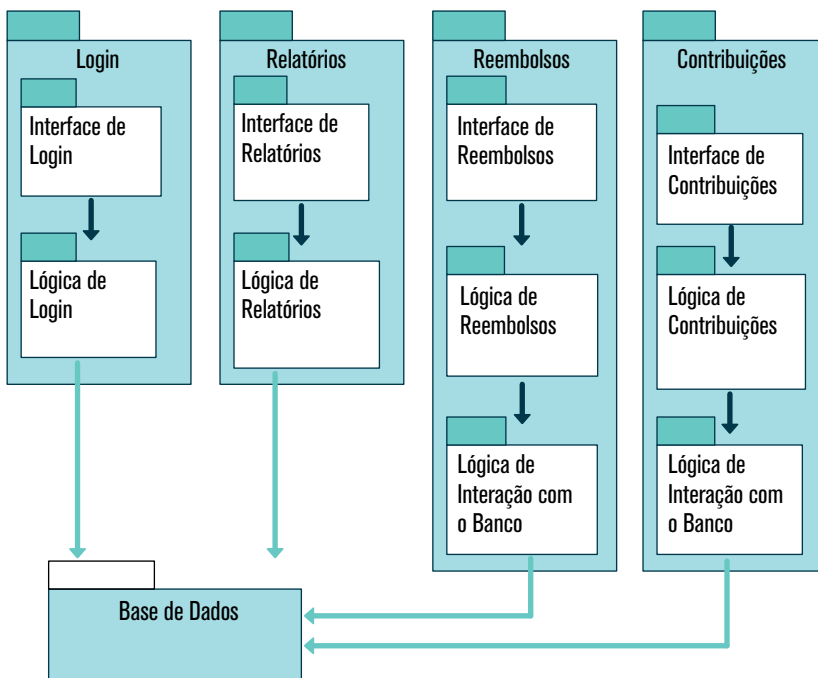 Login
Interface de
Login
Lógica de
Login
Relatórios
Interface de
Relatórios
Lógica de
Relatórios
Reembolsos
Interface de
Reembolsos
Lógica de
Reembolsos
Lógica de
Interação com
o Banco
Contribuições
Interface de
Contribuições
Lógica de
Contribuições
Lógica de
Interação com
o Banco
Base de Dados